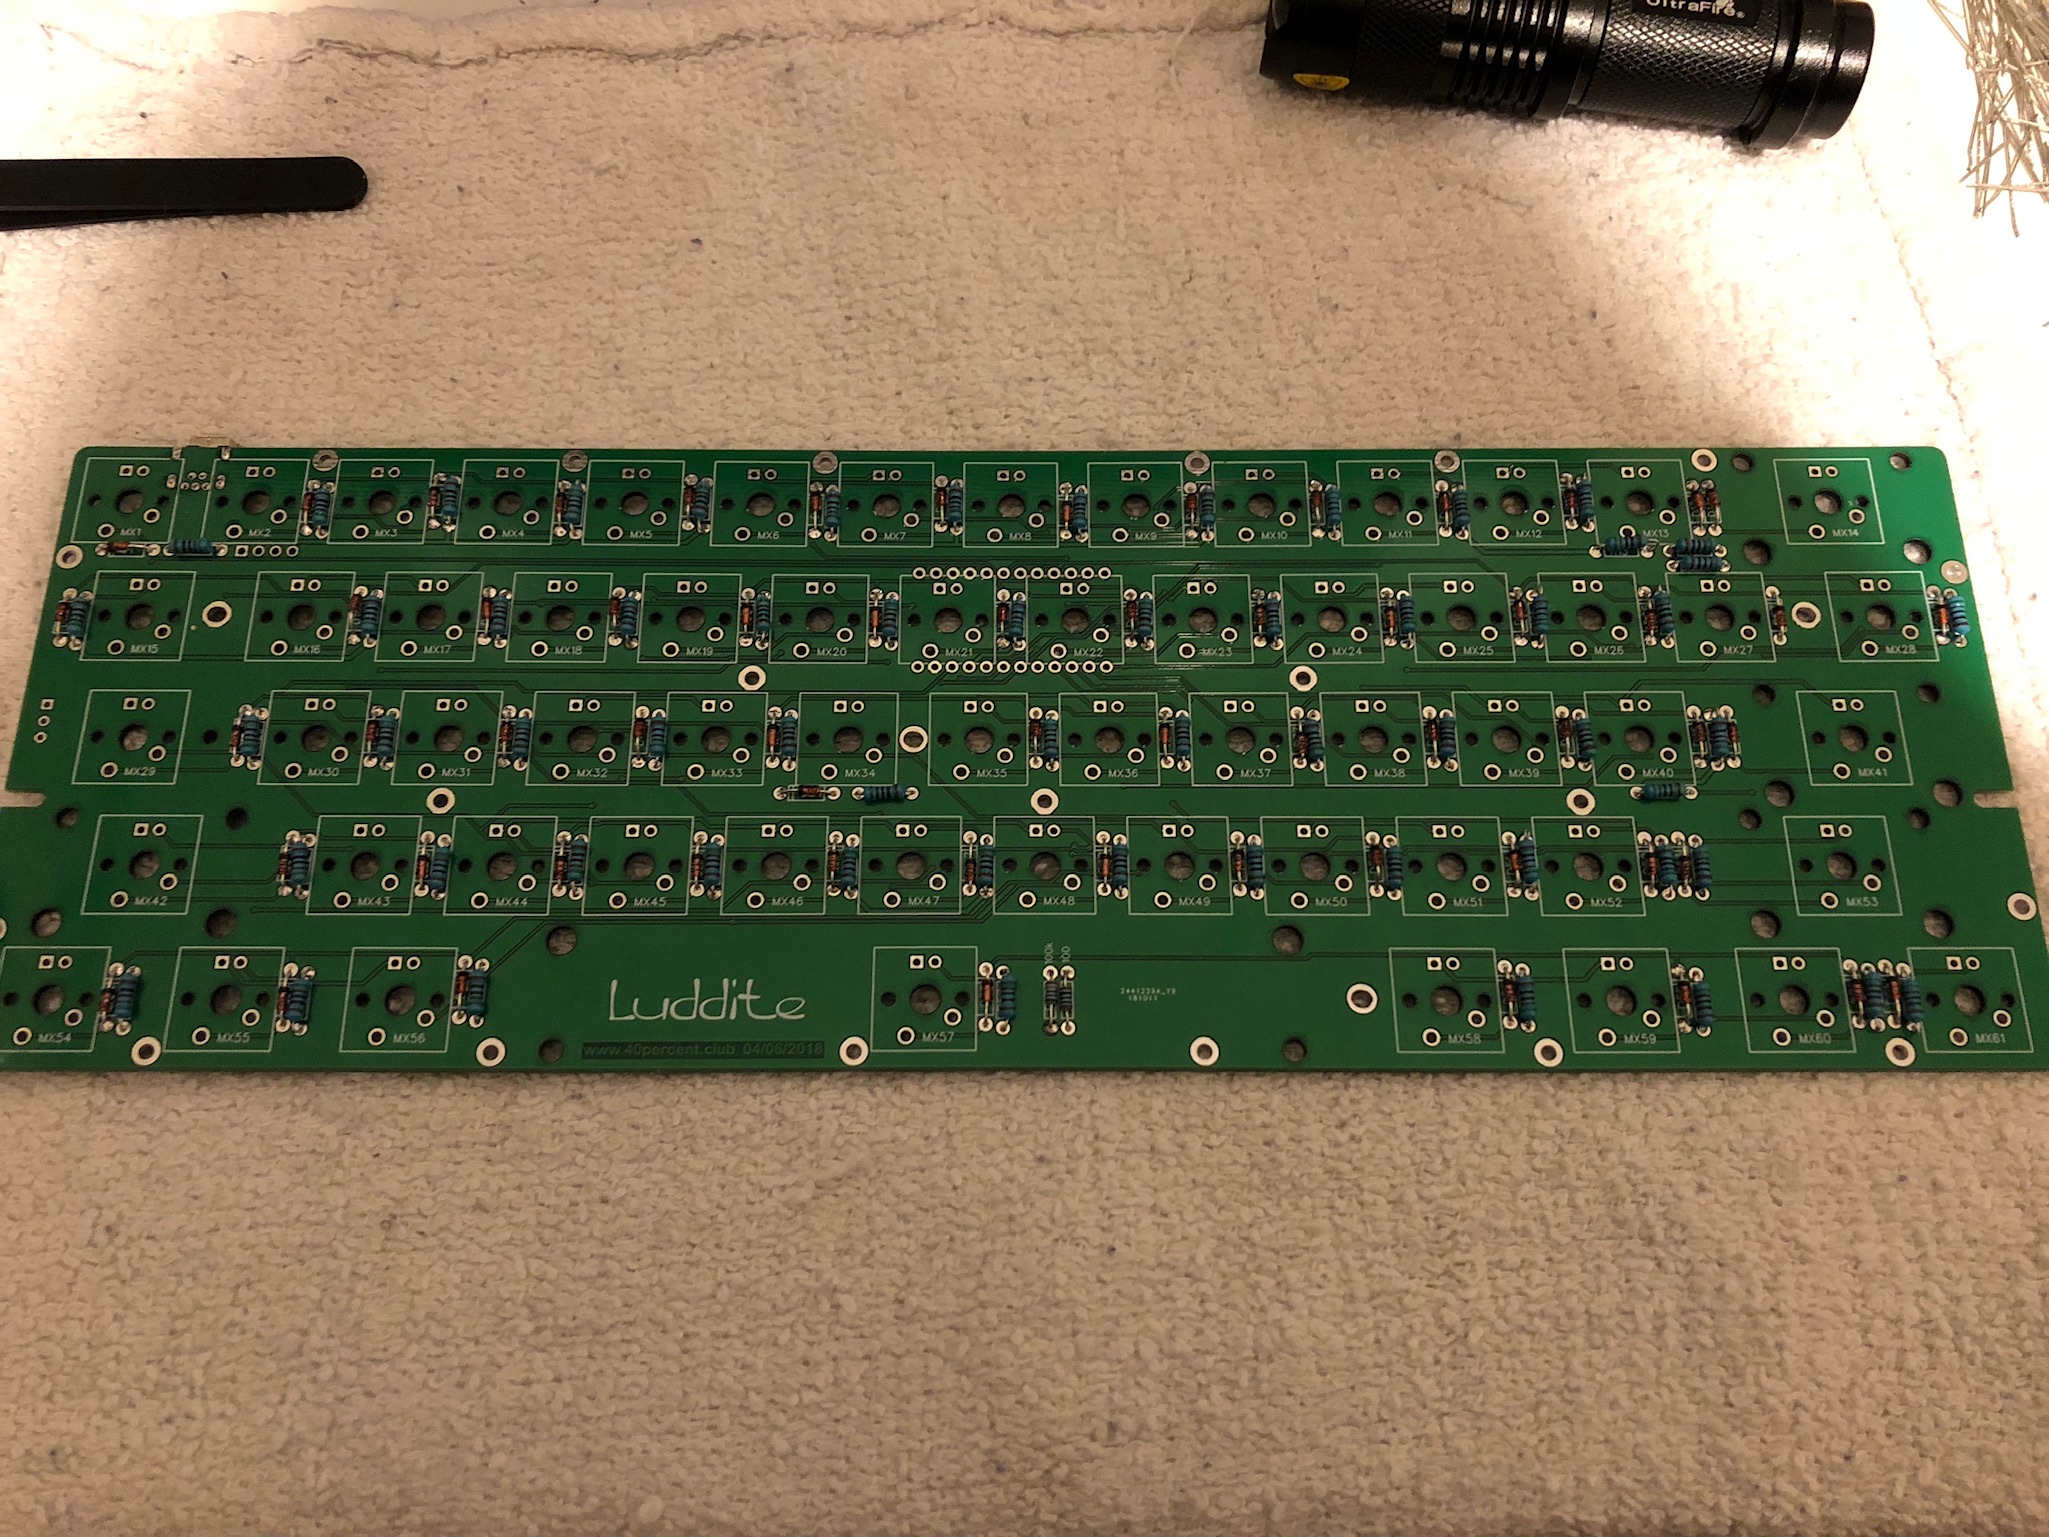 UltraFire®
MX1 MX2 MX3 MX4 MX5 MX6 MX7 MX8 MX9 MX10 MX11 MX12 MX13 MX14
MX15 MX16 MX17 MX18 MX19 MX20 MX21 MX22 MX23 MX24 MX25 MX26 MX27 MX28
MX29 MX30 MX31 MX32 MX33 MX34 MX35 MX36 MX37 MX38 MX39 MX40 MX41
MX42 MX43 MX44 MX45 MX46 MX47 MX48 MX49 MX50 MX51 MX52 MX53
100
Luddite
2441229A_Y9
181011
MX54 MX55 MX56 MX57 MX58 MX59 MX60 MX61
www.40percent.club 04/06/2018